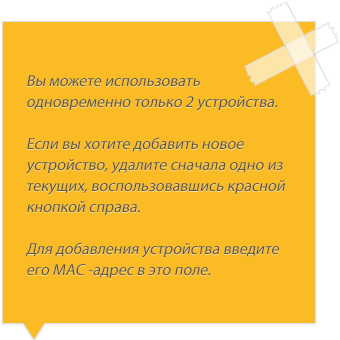 Вы можете использовать
одновременно только 2 устройства.
Если вы хотите добавить новое
устройство, удалите сначала одно из
текущих, воспользовавшись красной
кнопкой справа.
Для добавления устройства введите
его MAC -адрес в это поле.